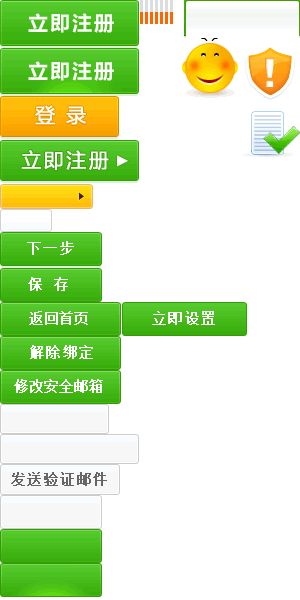 立即注册
立即注册
登 录
立即注册
下一步
保 存
返回首页 立即设置
解除绑定
修改安全邮箱
发送验证邮件